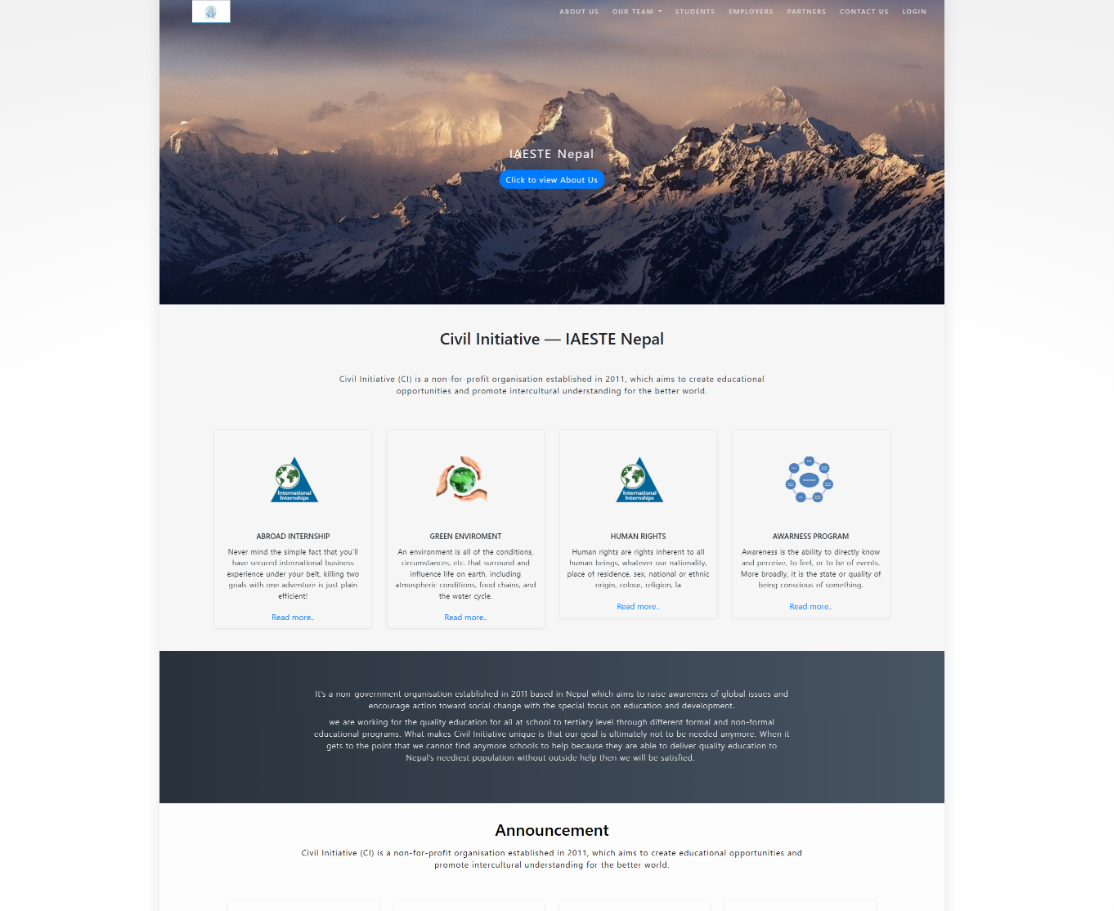 ABOUT US OUR TEAM STUDENTS EMPLOYERS PARTNERS CONTACT US LOGIN
IAESTE Nepal
Click to view About Us
Civil Initiative — IAESTE Nepal
Civil Initiative (CI) is a non-for-profit organisation established in 2011, which aims to create educational
opportunities and promote intercultural understanding for the better world.
International
Internships
ABROAD INTERNSHIP
Never mind the simple fact that you'll
have secured international business
experience under your belt, killing two
goals with one adventure is just plain
efficient!
Read more..
GREEN ENVIROMENT
An environment is all of the conditions,
circumstances, etc. that surround and
influence life on earth, including
atmospheric conditions, food chains, and
the water cycle.
Read more..
International
Internships
HUMAN RIGHTS
Human rights are rights inherent to all
human beings, whatever our nationality,
place of residence, sex, national or ethnic
origin, colour, religion, la
Read more..
AWARNESS PROGRAM
Awareness is the ability to directly know
and perceive, to feel, or to be of events.
More broadly, it is the state or quality of
being conscious of something.
Read more..
It's a non-government organisation established in 2011 based in Nepal which aims to raise awareness of global issues and
encourage action toward social change with the special focus on education and development.
we are working for the quality education for all at school to tertiary level through different formal and non-formal
educational programs. What makes Civil Initiative unique is that our goal is ultimately not to be needed anymore. When it
gets to the point that we cannot find anymore schools to help because they are able to deliver quality education to
Nepal's neediest population without outside help then we will be satisfied.
Announcement
Civil Initiative (CI) is a non-for-profit organisation established in 2011, which aims to create educational opportunities and
promote intercultural understanding for the better world.